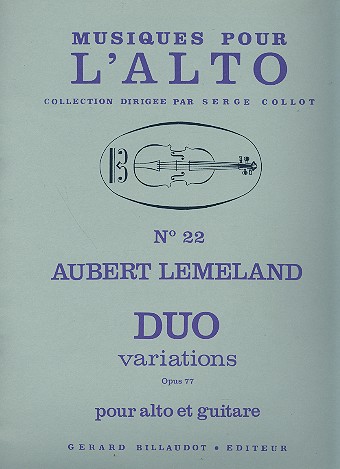 MUSIQUES POUR
L'ALTO
COLLECTION DIRIGEE PAR SERGE COLLOT
Nº 22
AUBERT LEMELAND
DUO
variations
Opus 77
pour alto et guitare
GERARD BILLAUDOT • EDITEUR